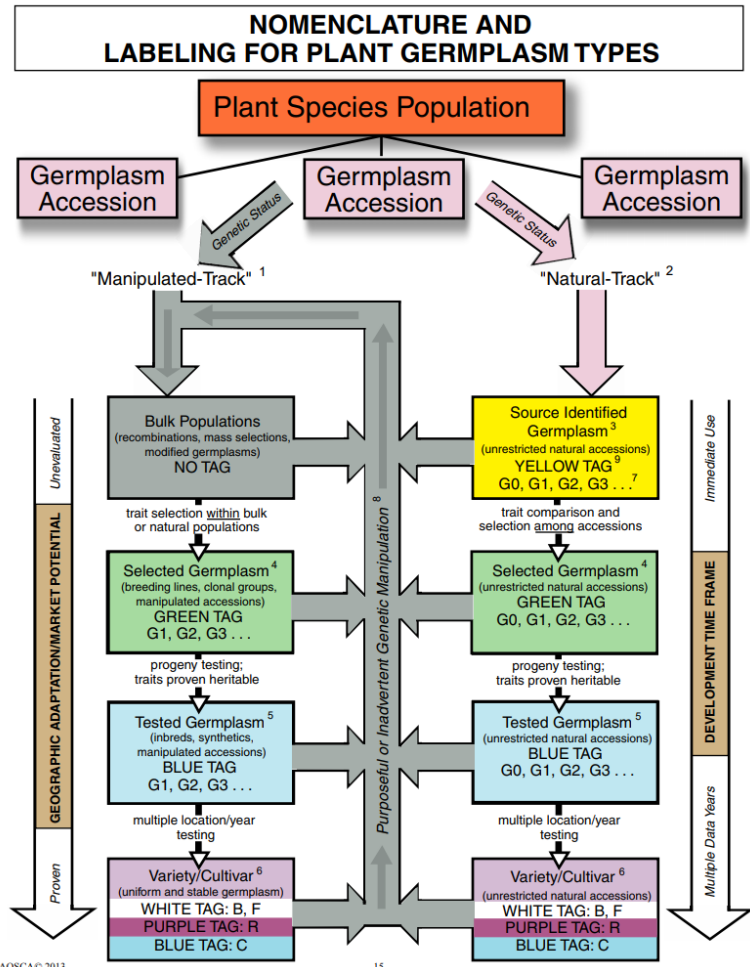 NOMENCLATURE AND
LABELING FOR PLANT GERMPLASM TYPES
Plant Species Population
Germplasm
Accession
Germplasm
Accession
Germplasm
Accession
Genetic Status
Genetic Status
"Manipulated-Track" 1
"Natural-Track" 2
Unevaluated
GEOGRAPHIC ADAPTATION/MARKET POTENTIAL
Proven
Bulk Populations
(recombinations, mass selections,
modified germplasms)
NO TAG
trait selection within bulk
or natural populations
Selected Germplasm 4
(breeding lines, clonal groups,
manipulated accessions)
GREEN TAG
G1, G2, G3 . . .
progeny testing;
traits proven heritable
Tested Germplasm 5
(inbreds, synthetics,
manipulated accessions)
BLUE TAG
G1, G2, G3 . . .
multiple location/year
testing
Variety/Cultivar 6
(uniform and stable germplasm)
WHITE TAG: B, F
PURPLE TAG: R
BLUE TAG: C
Purposeful or Inadvertent Genetic Manipulation 8
Source Identified
Germplasm 3
(unrestricted natural accessions)
YELLOW TAG 9
G0, G1, G2, G3 . . . 7
trait comparison and
selection among accessions
Selected Germplasm 4
(unrestricted natural accessions)
GREEN TAG
G0, G1, G2, G3 . . .
progeny testing;
traits proven heritable
Tested Germplasm 5
(unrestricted natural accessions)
BLUE TAG
G0, G1, G2, G3 . . .
multiple location/year
testing
Variety/Cultivar 6
(unrestricted natural accessions)
WHITE TAG: B, F
PURPLE TAG: R
BLUE TAG: C
Immediate Use
DEVELOPMENT TIME FRAME
Multiple Data Years
AOSCA© 2013
15